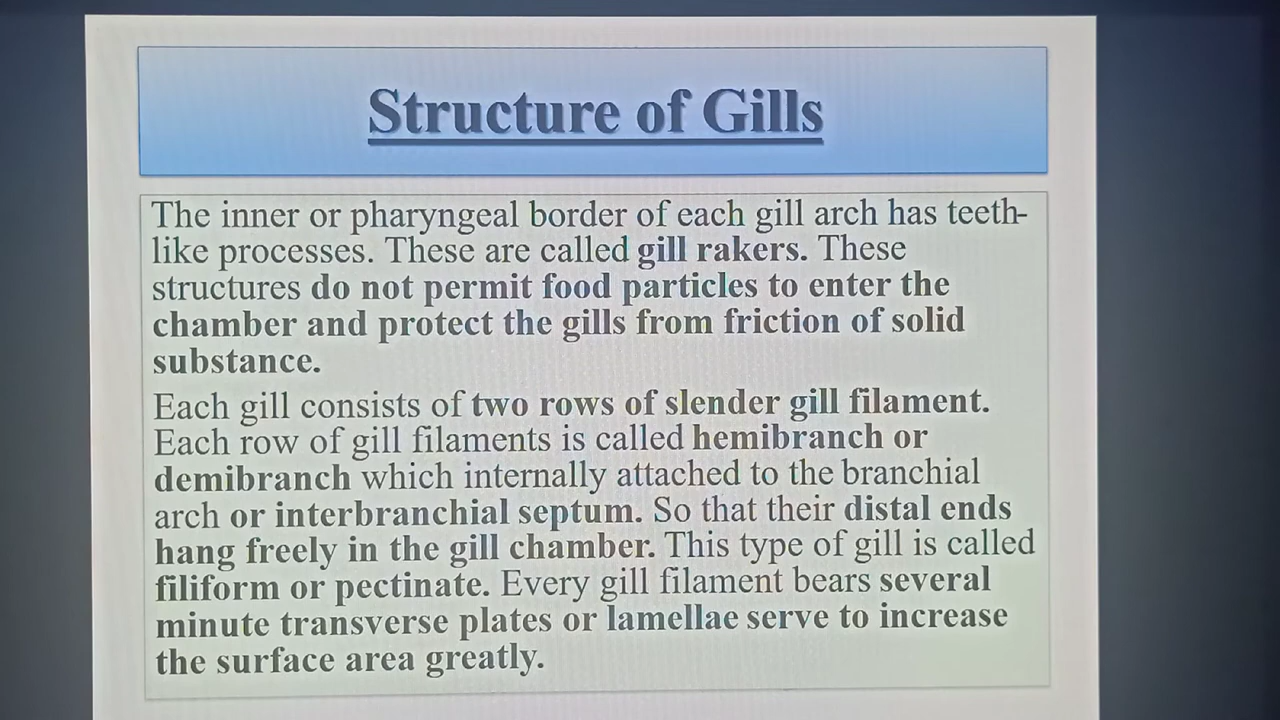 Structure of Gills
The inner or pharyngeal border of each gill arch has teeth-
like processes. These are called gill rakers. These
structures do not permit food particles to enter the
chamber and protect the gills from friction of solid
substance.
Each gill consists of two rows of slender gill filament.
Each row of gill filaments is called hemibranch or
demibranch which internally attached to the branchial
arch or interbranchial septum. So that their distal ends
hang freely in the gill chamber. This type of gill is called
filiform or pectinate. Every gill filament bears several
minute transverse plates or lamellae serve to increase
the surface area greatly.